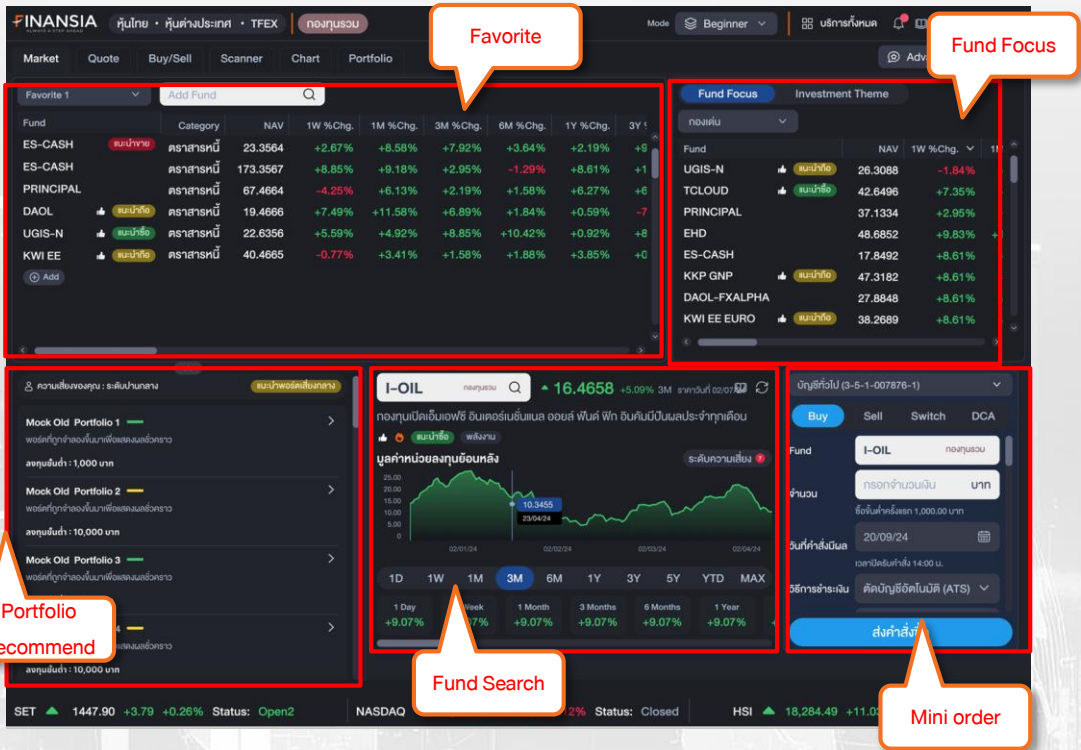 FINANSIA
ALWAYS A STEP AHEAD
หุ้นไทย • หุ้นต่างประเทศ • TFEX กองทุนรวม
Mode Beginner บริการทั้งหมด
Favorite
Fund Focus
Market Quote Buy/Sell Scanner Chart Portfolio
Favorite 1 Add Fund
Fund Category NAV 1W %Chg. 1M %Chg. 3M %Chg. 6M %Chg. 1Y %Chg.
ES-CASH แนะนำขาย ตราสารหนี้ 23.3564 +2.67% +8.58% +7.92% +3.64% +2.19%
ES-CASH ตราสารหนี้ 173.3567 +8.85% +9.18% +2.95% -1.29% +8.61%
PRINCIPAL ตราสารหนี้ 67.4664 -4.25% +6.13% +2.19% +1.58% +6.27%
DAOL แนะนำถือ ตราสารหนี้ 19.4666 +7.49% +11.58% +6.89% +1.84% +0.59%
UGIS-N แนะนำซื้อ ตราสารหนี้ 22.6356 +5.59% +4.92% +8.85% +10.42% +0.92%
KWI EE แนะนำถือ ตราสารหนี้ 40.4665 -0.77% +3.41% +1.58% +1.88% +3.85%
Add
Fund Focus Investment Theme
กองเด่น
Fund NAV 1W %Chg.
UGIS-N แนะนำถือ 26.3088 -1.84%
TCLOUD แนะนำซื้อ 42.6496 +7.35%
PRINCIPAL 37.1334 +2.95%
EHD 48.6852 +9.83%
ES-CASH 17.8492 +8.61%
KKP GNP แนะนำถือ 47.3182 +8.61%
DAOL-FXALPHA 27.8848 +8.61%
KWI EE EURO แนะนำถือ 38.2689 +8.61%
ความเสี่ยงของคุณ : ระดับปานกลาง แนะนำพอร์ตเสี่ยงกลาง
Mock Old Portfolio 1
พอร์ตที่ถูกจำลองขึ้นมาเพื่อแสดงผลชั่วคราว
ลงทุนขั้นต่ำ : 1,000 บาท
Mock Old Portfolio 2
พอร์ตที่ถูกจำลองขึ้นมาเพื่อแสดงผลชั่วคราว
ลงทุนขั้นต่ำ : 10,000 บาท
Mock Old Portfolio 3
พอร์ตที่ถูกจำลองขึ้นมาเพื่อแสดงผลชั่วคราว
Portfolio
4
ลงทุนขั้นต่ำ : 10,000 บาท
I-OIL กองทุนรวม 16.4658 +5.09% 3M ราคาวันที่
กองทุนเปิดเอ็มเอฟซี อินเตอร์เนชั่นแนล ออยล์ ฟันด์ ฟีก อินคัมมีปันผลประจำทุกเดือน
แนะนำซื้อ พลังงาน
มูลค่าหน่วยลงทุนย้อนหลัง ระดับความเสี่ยง 7
25.00
20.00
15.00
10.00
5.00
0
10.3455
23/04/24
02/01/24 02/02/24 02/03/24 02/04/24
1D 1W 1M 3M 6M 1Y 3Y 5Y YTD MAX
1 Day 1 Month 3 Months 6 Months 1 Year
+9.07% +9.07% +9.07% +9.07% +9.07%
Fund Search
บัญชีทั่วไป (3-5-1-007876-1)
Buy Sell Switch DCA
Fund I-OIL กองทุนรวม
จำนวน กรอกจำนวนเงิน บาท
ซื้อขั้นต่ำครั้งแรก 1,000.00 บาท
วันที่คำสั่งมีผล 20/09/24
เวลาปิดรับคำสั่ง 14:00 น.
วิธีการชำระเงิน ตัดบัญชีอัตโนมัติ (ATS)
Mini order
SET 1447.90 +3.79 +0.26% Status: Open2 NASDAQ Status: Closed HSI 18,284.49